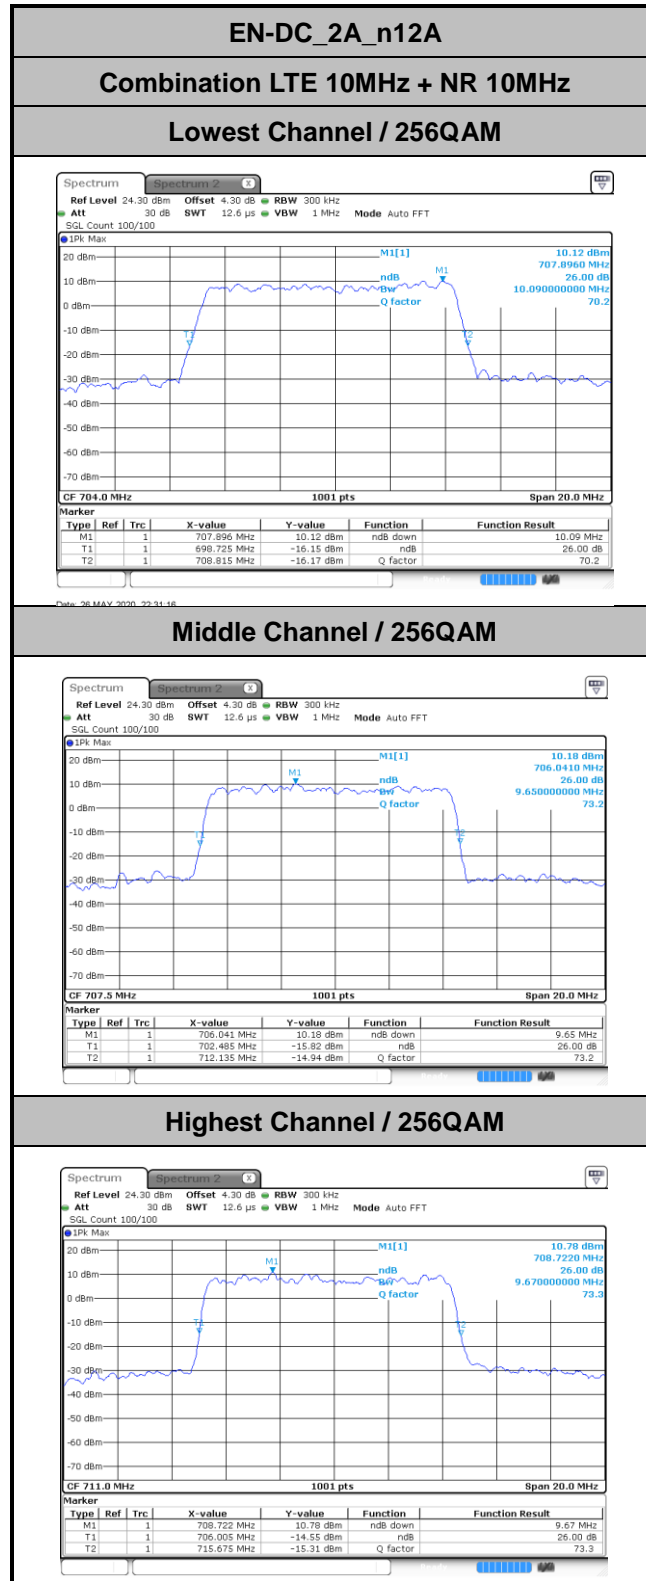 EN-DC_2A_n12A
Combination LTE 10MHz + NR 10MHz
Lowest Channel / 256QAM
Spectrum Spectrum 2 X
Ref Level 24.30 dBm Offset 4.30 dB RBW 300 kHz
Att 30 dB SWT 12.6 µs VBW 1 MHz Mode Auto FFT
SGL Count 100/100
1Pk Max
M1[1] 10.12 dBm
707.8960 MHz
ndB 26.00 dB
Bw 10.090000000 MHz
Q factor 70.2
M1
T1
T2
20 dBm
10 dBm
0 dBm
-10 dBm
-20 dBm
-30 dBm
-40 dBm
-50 dBm
-60 dBm
-70 dBm
CF 704.0 MHz 1001 pts Span 20.0 MHz
Marker
Type Ref Trc X-value Y-value Function Function Result
M1 1 707.896 MHz 10.12 dBm ndB down 10.09 MHz
T1 1 698.725 MHz -16.15 dBm ndB 26.00 dB
T2 1 708.815 MHz -16.17 dBm Q factor 70.2
Date: 26 MAY 2020 22:31:16
Middle Channel / 256QAM
Spectrum Spectrum 2 X
Ref Level 24.30 dBm Offset 4.30 dB RBW 300 kHz
Att 30 dB SWT 12.6 µs VBW 1 MHz Mode Auto FFT
SGL Count 100/100
1Pk Max
M1[1] 10.18 dBm
706.0410 MHz
ndB 26.00 dB
Bw 9.650000000 MHz
Q factor 73.2
M1
T1
T2
20 dBm
10 dBm
0 dBm
-10 dBm
-20 dBm
-30 dBm
-40 dBm
-50 dBm
-60 dBm
-70 dBm
CF 707.5 MHz 1001 pts Span 20.0 MHz
Marker
Type Ref Trc X-value Y-value Function Function Result
M1 1 706.041 MHz 10.18 dBm ndB down 9.65 MHz
T1 1 702.485 MHz -15.82 dBm ndB 26.00 dB
T2 1 712.135 MHz -14.94 dBm Q factor 73.2
Highest Channel / 256QAM
Spectrum Spectrum 2 X
Ref Level 24.30 dBm Offset 4.30 dB RBW 300 kHz
Att 30 dB SWT 12.6 µs VBW 1 MHz Mode Auto FFT
SGL Count 100/100
1Pk Max
M1[1] 10.78 dBm
708.7220 MHz
ndB 26.00 dB
Bw 9.670000000 MHz
Q factor 73.3
M1
T1
T2
20 dBm
10 dBm
0 dBm
-10 dBm
-20 dBm
-30 dBm
-40 dBm
-50 dBm
-60 dBm
-70 dBm
CF 711.0 MHz 1001 pts Span 20.0 MHz
Marker
Type Ref Trc X-value Y-value Function Function Result
M1 1 708.722 MHz 10.78 dBm ndB down 9.67 MHz
T1 1 706.005 MHz -14.55 dBm ndB 26.00 dB
T2 1 715.675 MHz -15.31 dBm Q factor 73.3